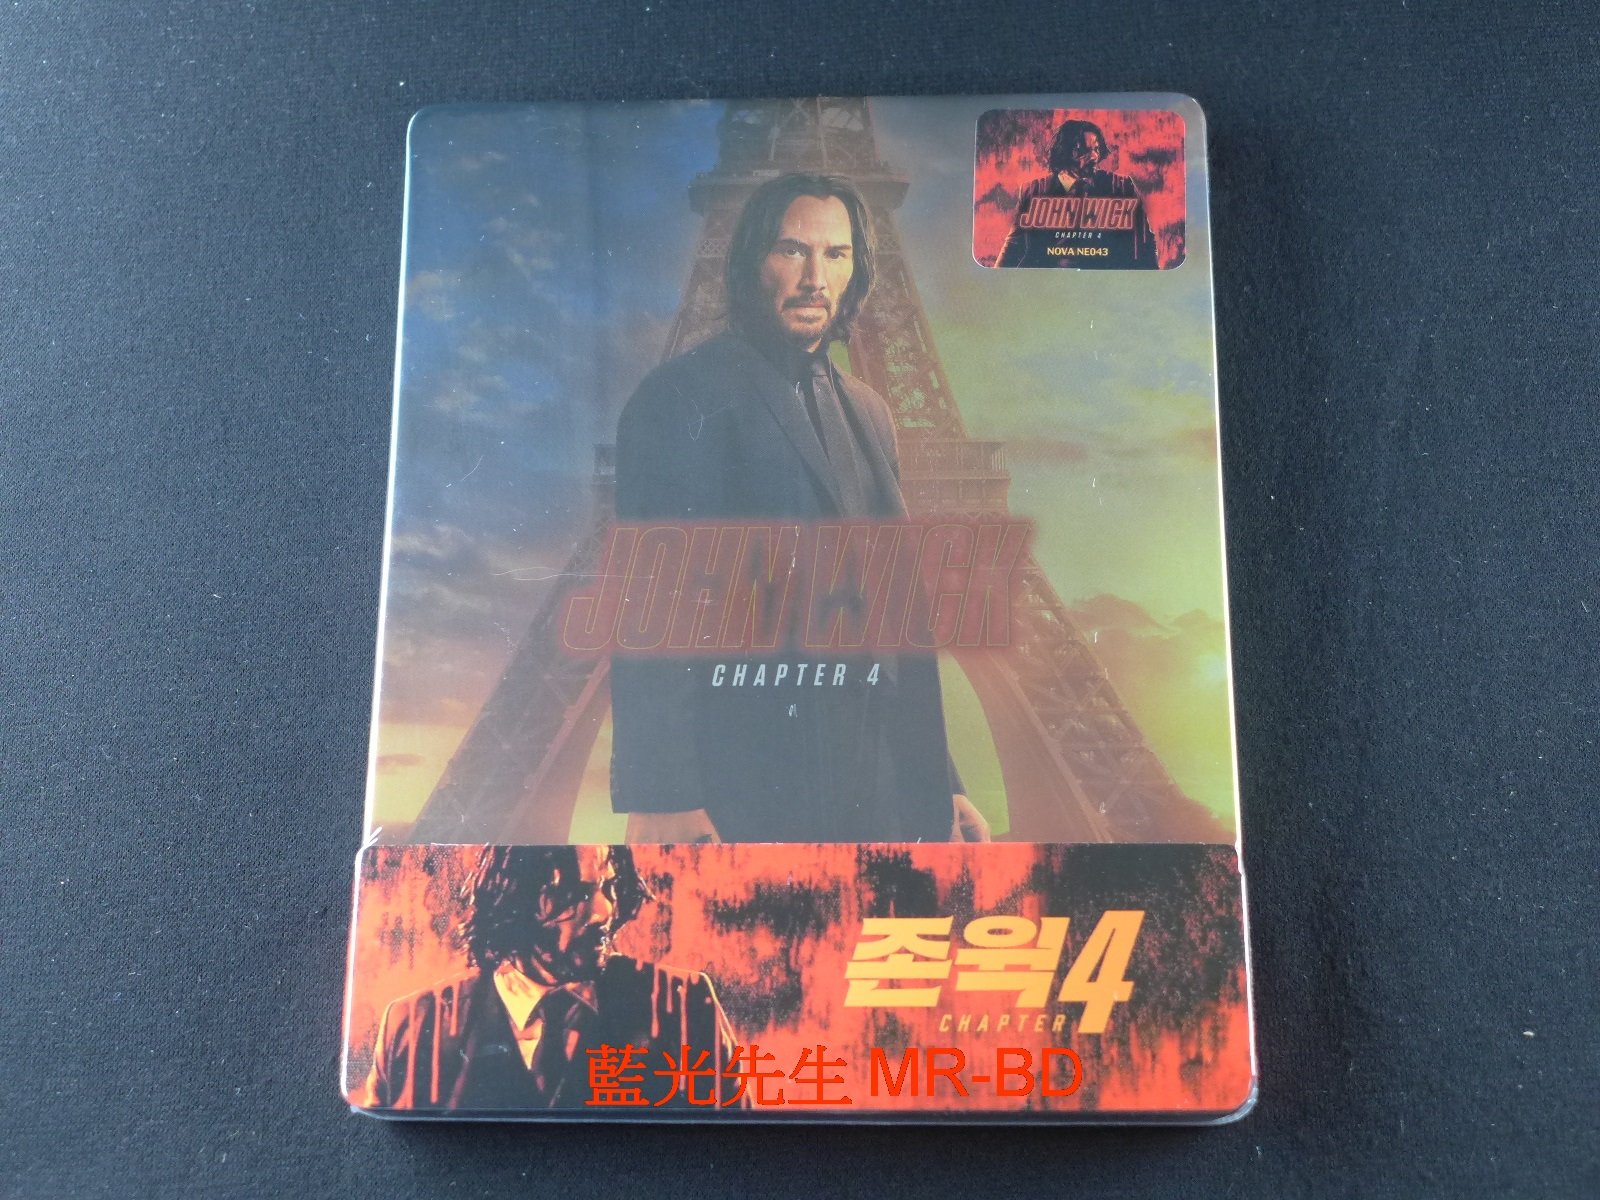 JOHN WICK
CHAPTER 4
NOVA NE043
JOHN WICK
CHAPTER 4
존윅4
CHAPTER
藍光先生 MR-BD